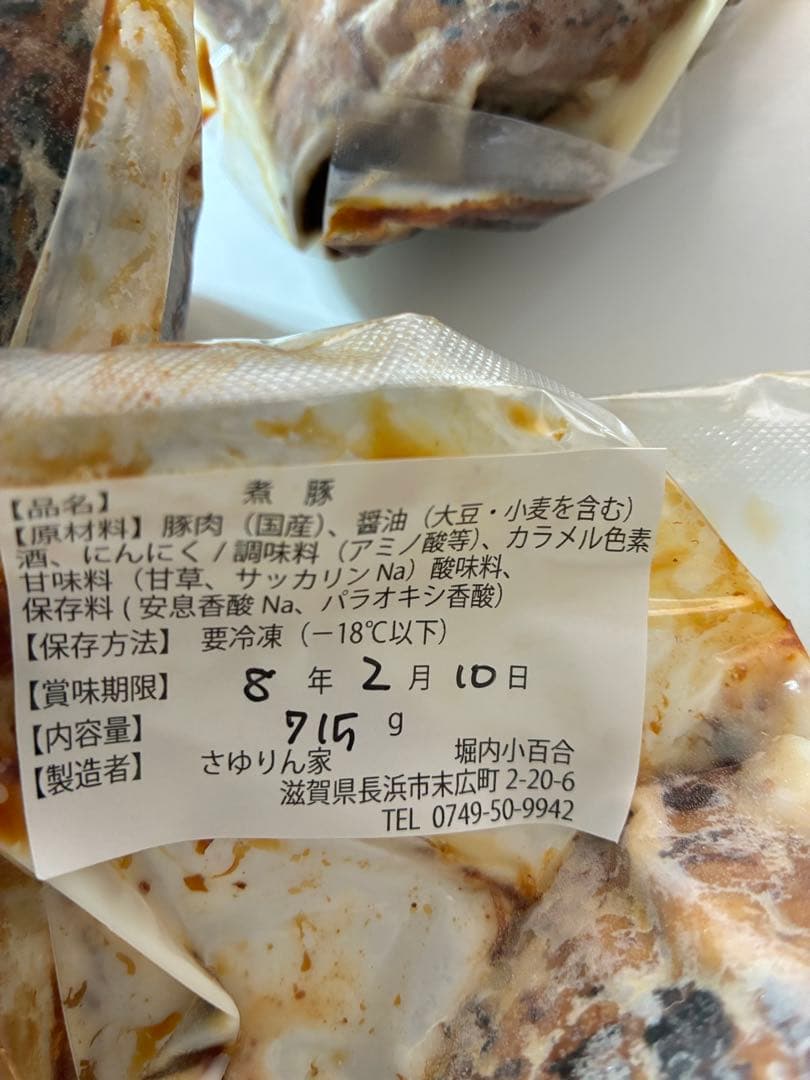 【品名】 煮 豚
【原材料】豚肉（国産）、醤油（大豆・小麦を含む）
酒、にんにく / 調味料（アミノ酸等）、カラメル色素
甘味料（甘草、サッカリン Na）酸味料、
保存料 ( 安息香酸 Na、パラオキシ香酸）
【保存方法】 要冷凍（－18℃以下）
【賞味期限】 8 年 2 月 10 日
【内容量】 715 g
【製造者】 さゆりん家 堀内小百合
滋賀県長浜市末広町 2-20-6
TEL 0749-50-9942